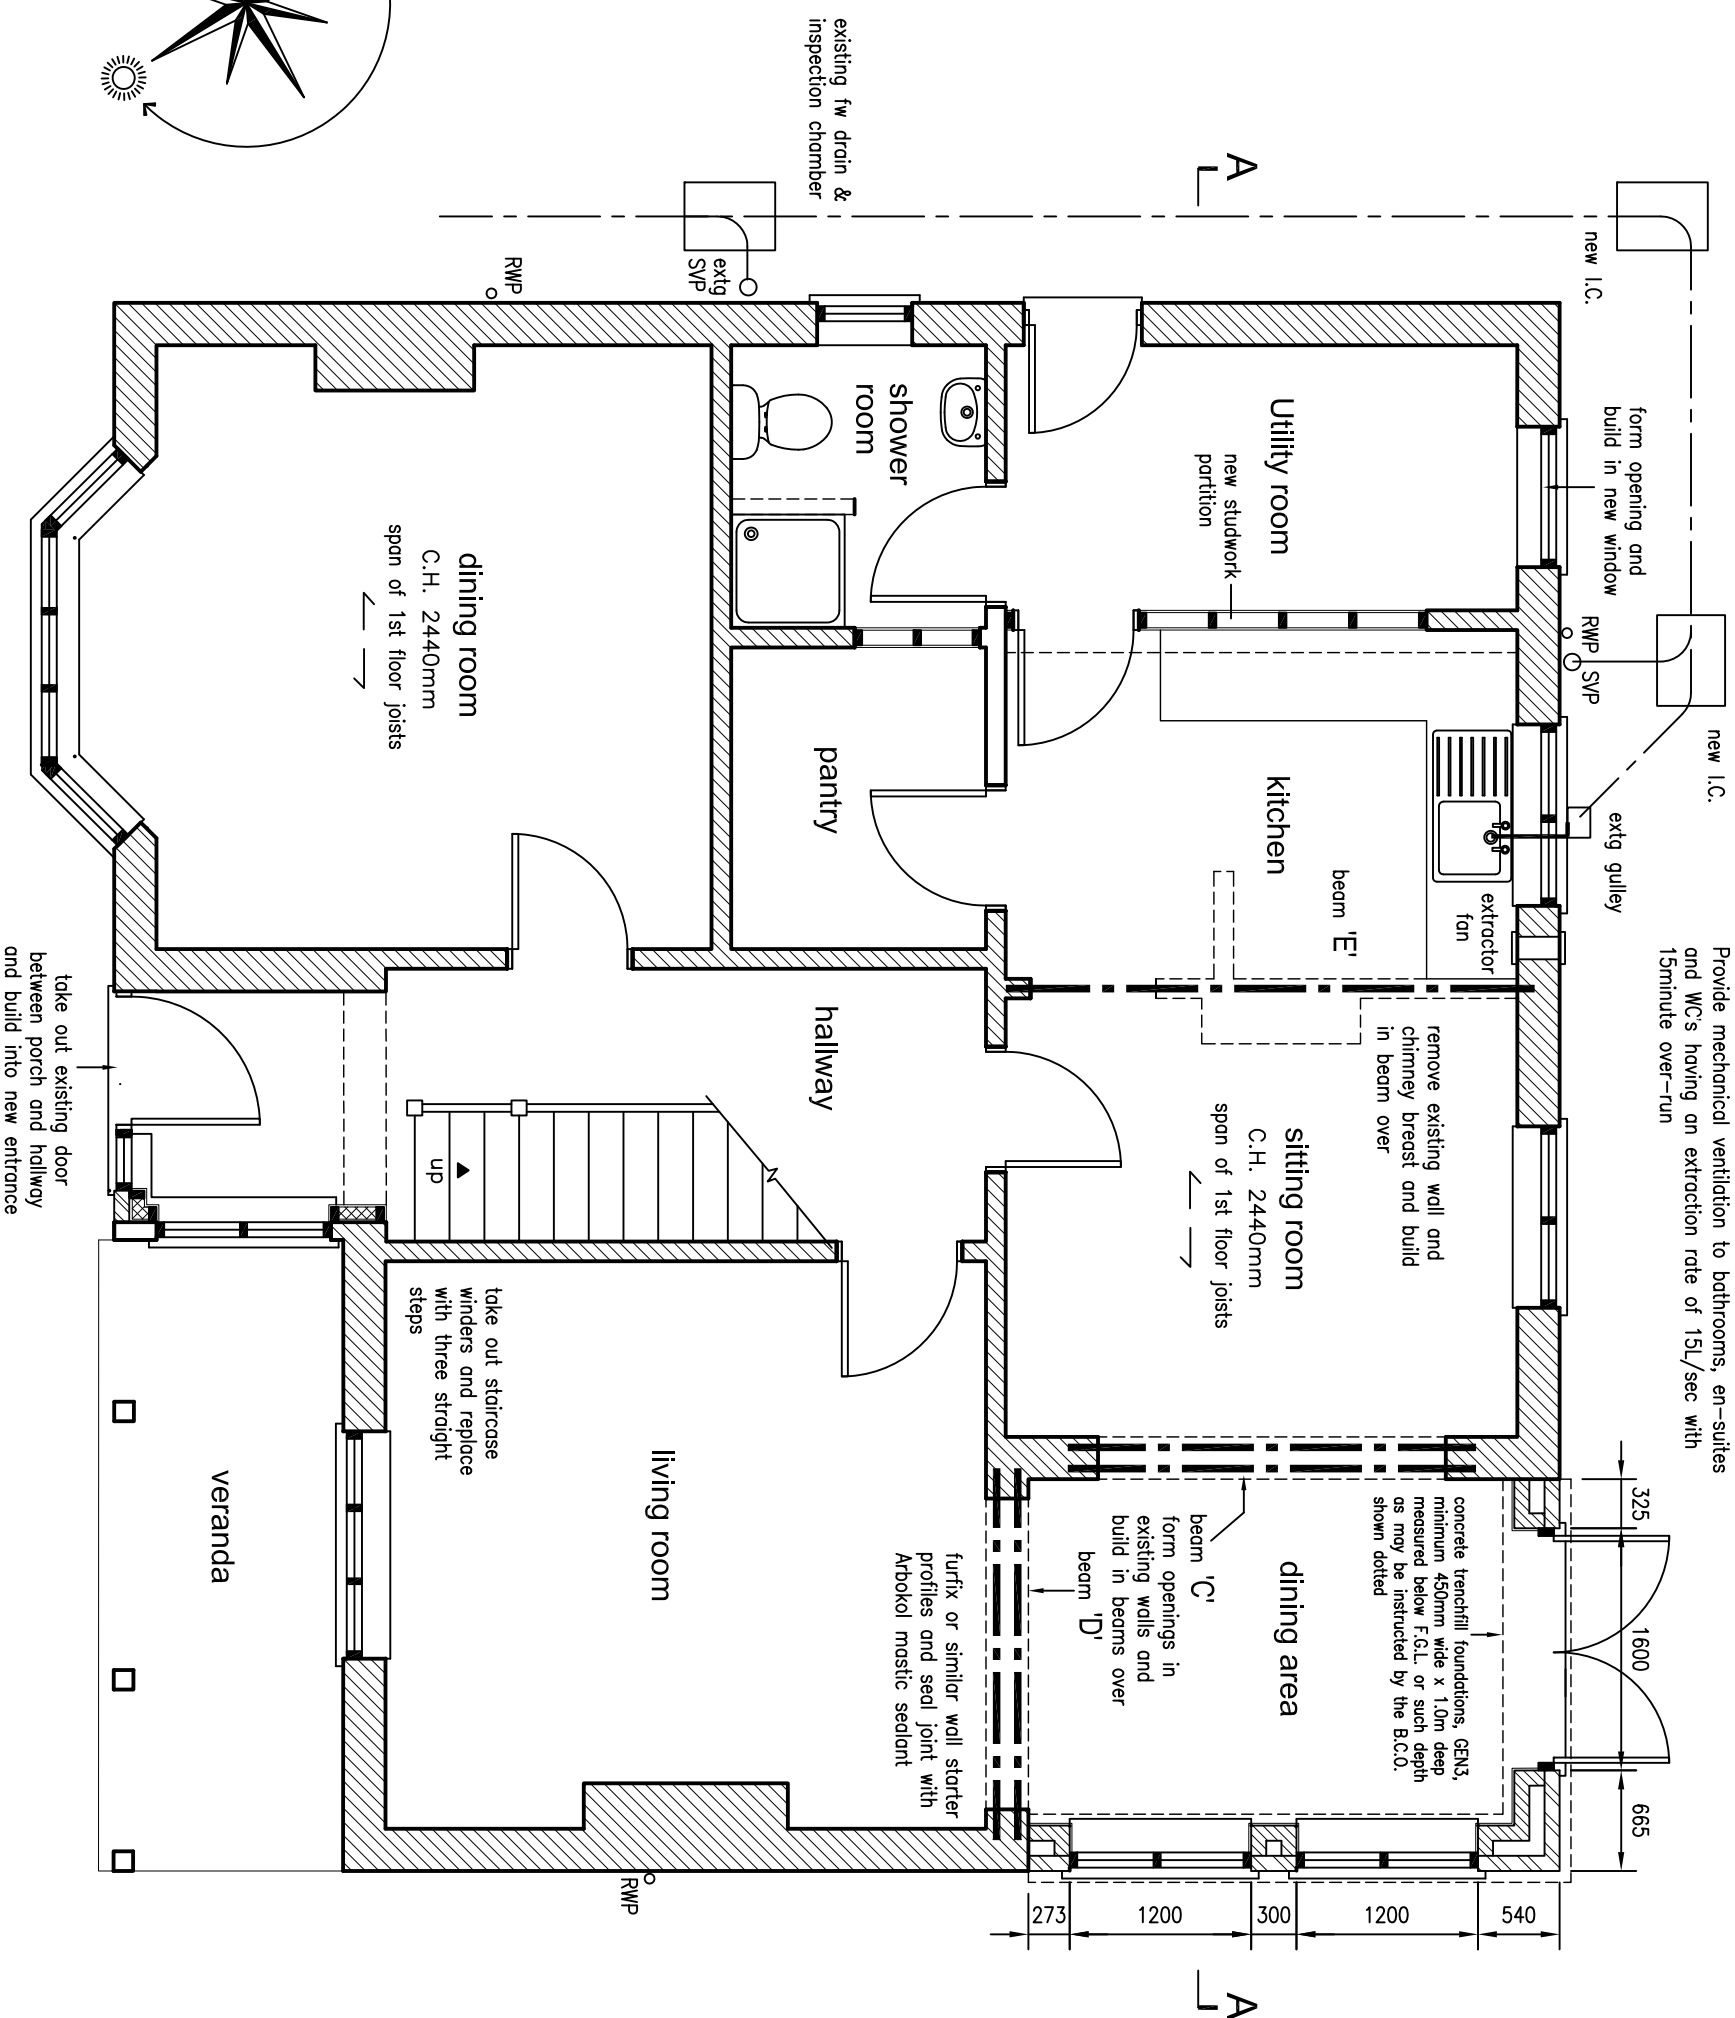 Provide mechanical ventilation to bathrooms, en-suites
and WC's having an extraction rate of 15L/sec with
15minute over-run
new I.C.
new I.C.
extg gulley
RWP
SVP
form opening and
build in new window
325
1600
665
A
Utility room
new studwork
partition
kitchen
beam 'E'
extractor
fan
remove existing wall and
chimney breast and build
in beam over
sitting room
C.H. 2440mm
span of 1st floor joists
concrete trenchfill foundations, GEN3,
minimum 450mm wide x 1.0m deep
measured below F.G.L. or such depth
as may be instructed by the B.C.O.
shown dotted
dining area
beam 'C'
form openings in
existing walls and
build in beams over
beam 'D'
540
1200
300
1200
273
A
existing fw drain &
inspection chamber
extg
SVP
RWP
shower
room
pantry
hallway
furfix or similar wall starter
profiles and seal joint with
Arbokol mastic sealant
living room
RWP
dining room
C.H. 2440mm
span of 1st floor joists
up
take out staircase
winders and replace
with three straight
steps
veranda
take out existing door
between porch and hallway
and build into new entrance